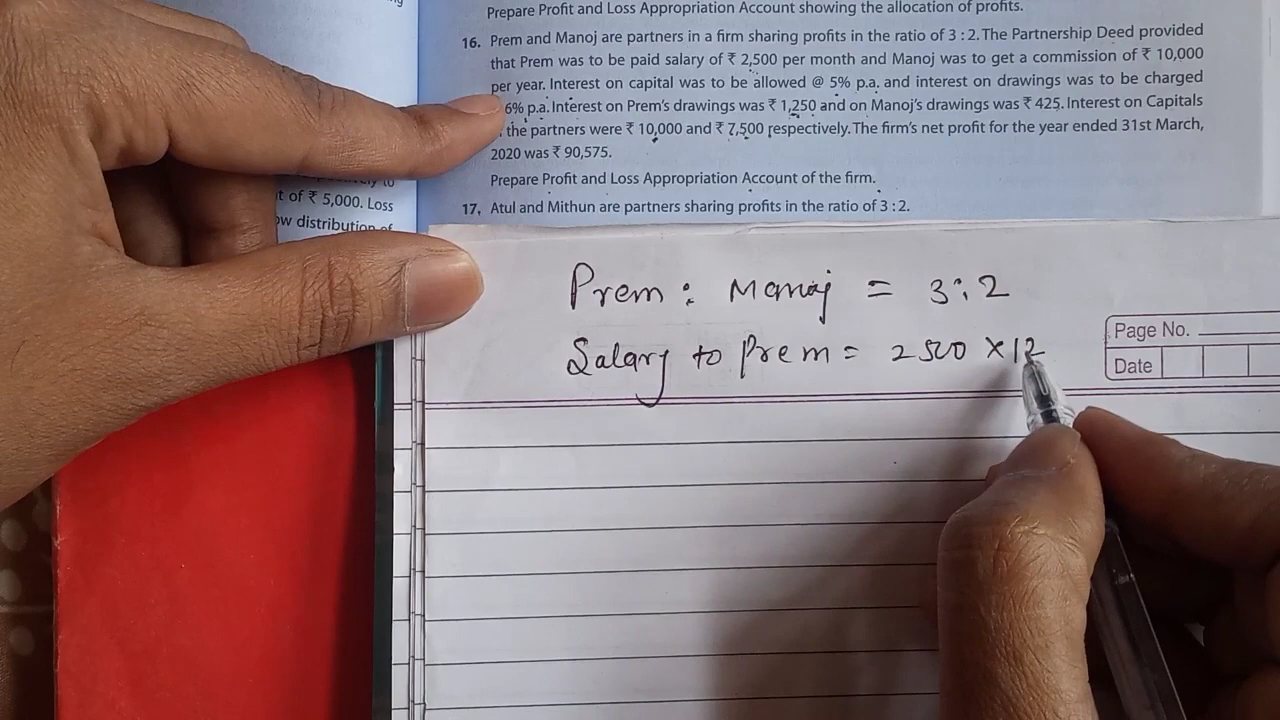 Prepare Profit and Loss Appropriation Account showing the allocation of profits.
16. Prem and Manoj are partners in a firm sharing profits in the ratio of 3 : 2. The Partnership Deed provided
that Prem was to be paid salary of ₹ 2,500 per month and Manoj was to get a commission of ₹ 10,000
per year. Interest on capital was to be allowed @ 5% p.a. and interest on drawings was to be charged
6% p.a. Interest on Prem's drawings was ₹ 1,250 and on Manoj's drawings was ₹ 425. Interest on Capitals
the partners were ₹ 10,000 and ₹ 7,500 respectively. The firm's net profit for the year ended 31st March,
2020 was ₹ 90,575.
Prepare Profit and Loss Appropriation Account of the firm.
17. Atul and Mithun are partners sharing profits in the ratio of 3 : 2.
to
t of ₹ 5,000. Loss
ow distribution of
Prem : Manoj = 3:2
Salary to Prem = 2500 × 12
Page No.
Date